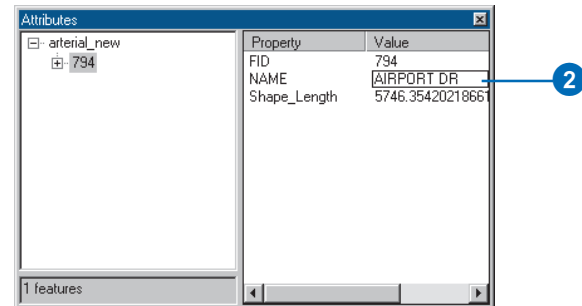 Attributes
arterial_new
794
Property Value
FID 794
NAME AIRPORT DR
Shape_Length 5746.35420218661
2
1 features